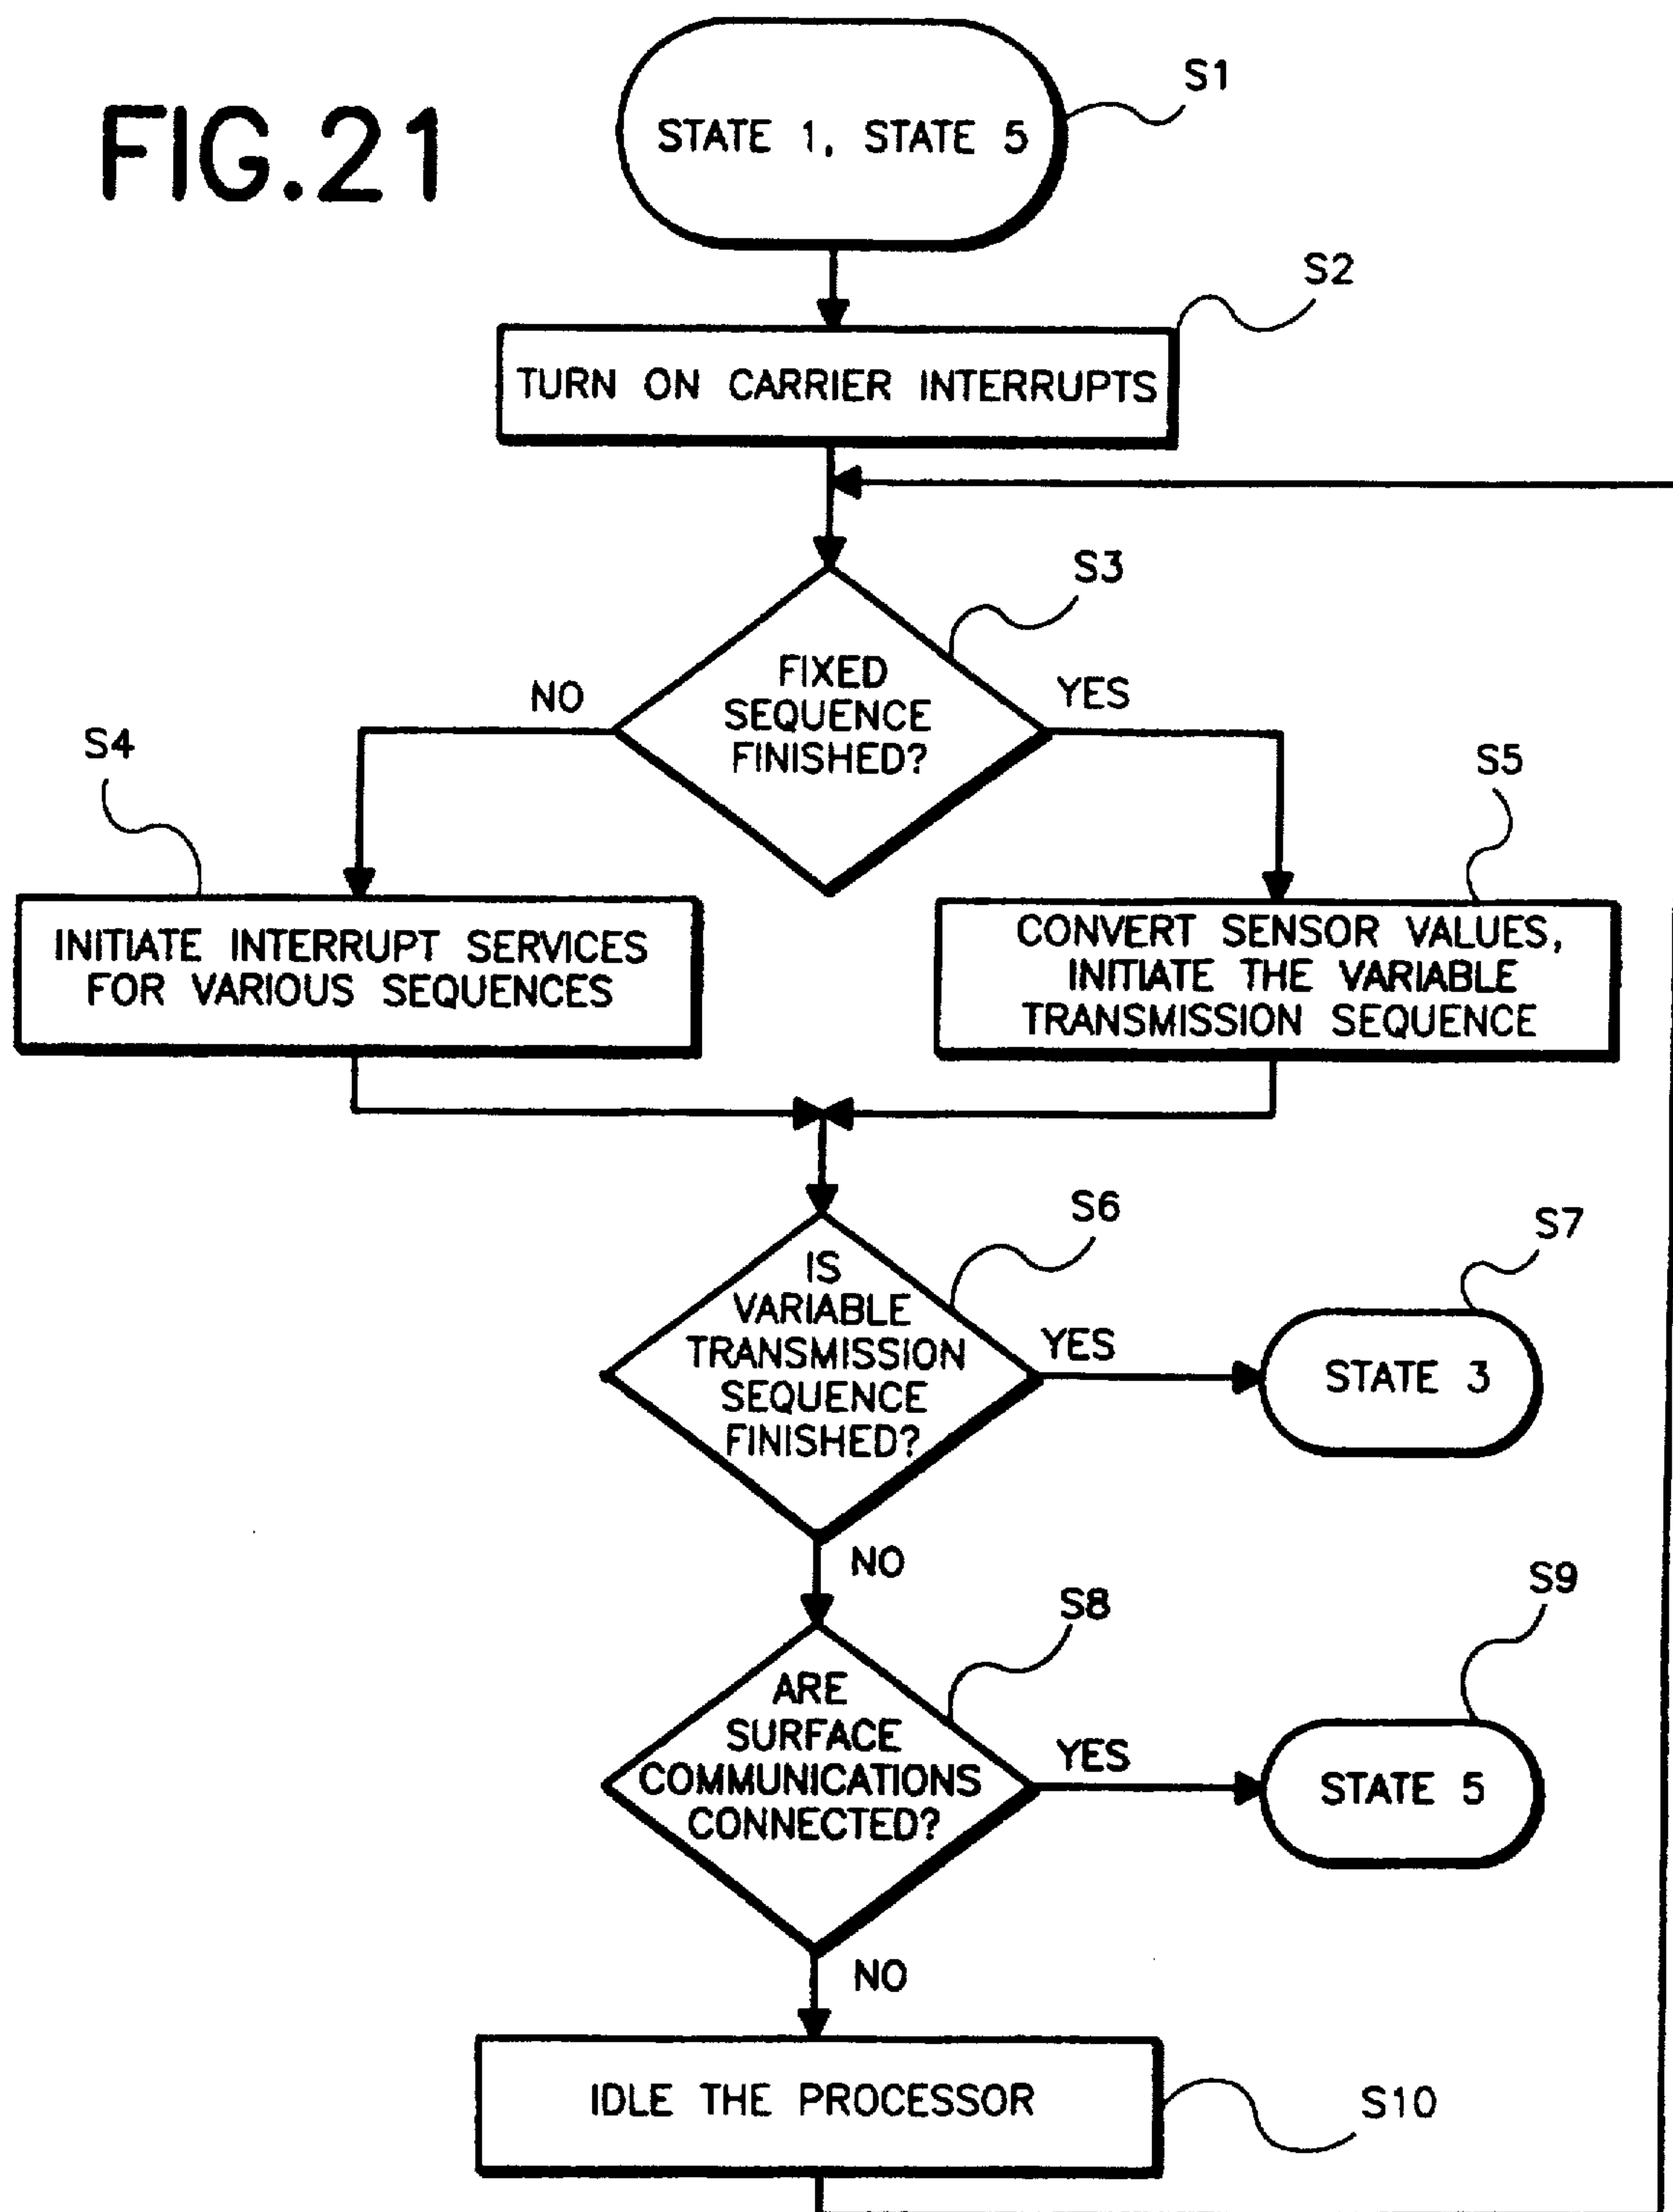 FIG.21
S1
STATE 1, STATE 5
S2
TURN ON CARRIER INTERRUPTS
S3
FIXED
SEQUENCE
FINISHED?
NO
YES
S4
S5
INITIATE INTERRUPT SERVICES
FOR VARIOUS SEQUENCES
CONVERT SENSOR VALUES,
INITIATE THE VARIABLE
TRANSMISSION SEQUENCE
S6
IS
VARIABLE
TRANSMISSION
SEQUENCE
FINISHED?
YES
S7
STATE 3
NO
S8
ARE
SURFACE
COMMUNICATIONS
CONNECTED?
YES
S9
STATE 5
NO
IDLE THE PROCESSOR
S10